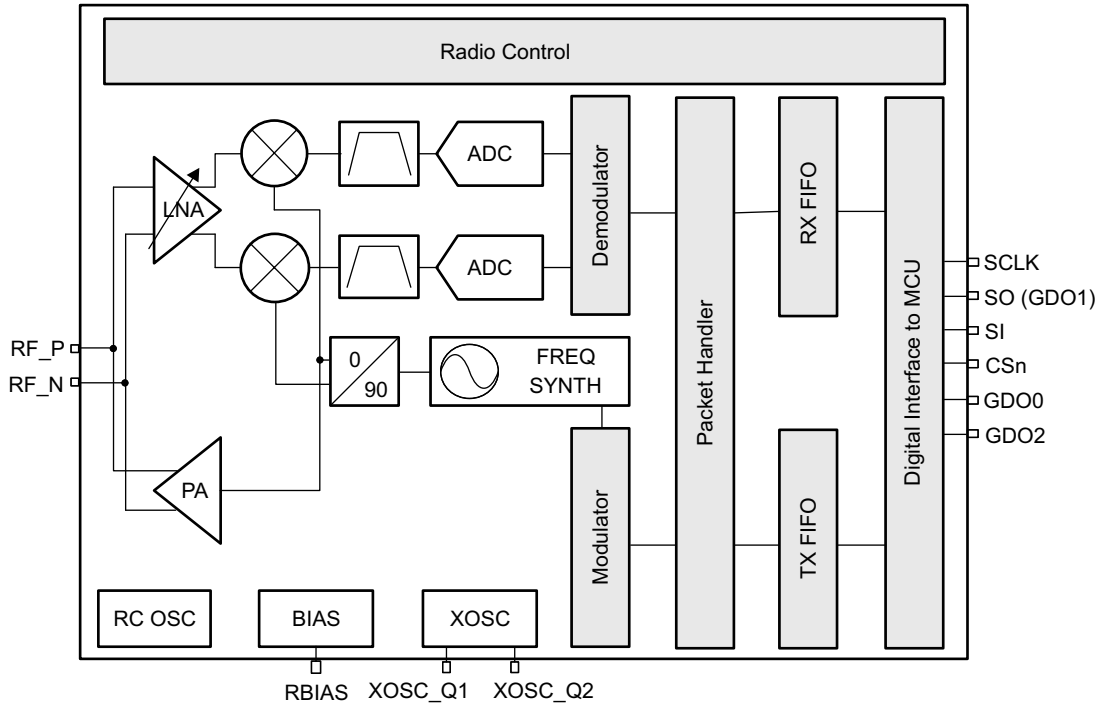 Radio Control
LNA
ADC
ADC
Demodulator
Packet Handler
RX FIFO
Digital Interface to MCU
SCLK
SO (GDO1)
SI
CSn
GDO0
GDO2
RF_P
RF_N
0
90
FREQ
SYNTH
PA
Modulator
TX FIFO
RC OSC
BIAS
XOSC
RBIAS
XOSC_Q1
XOSC_Q2